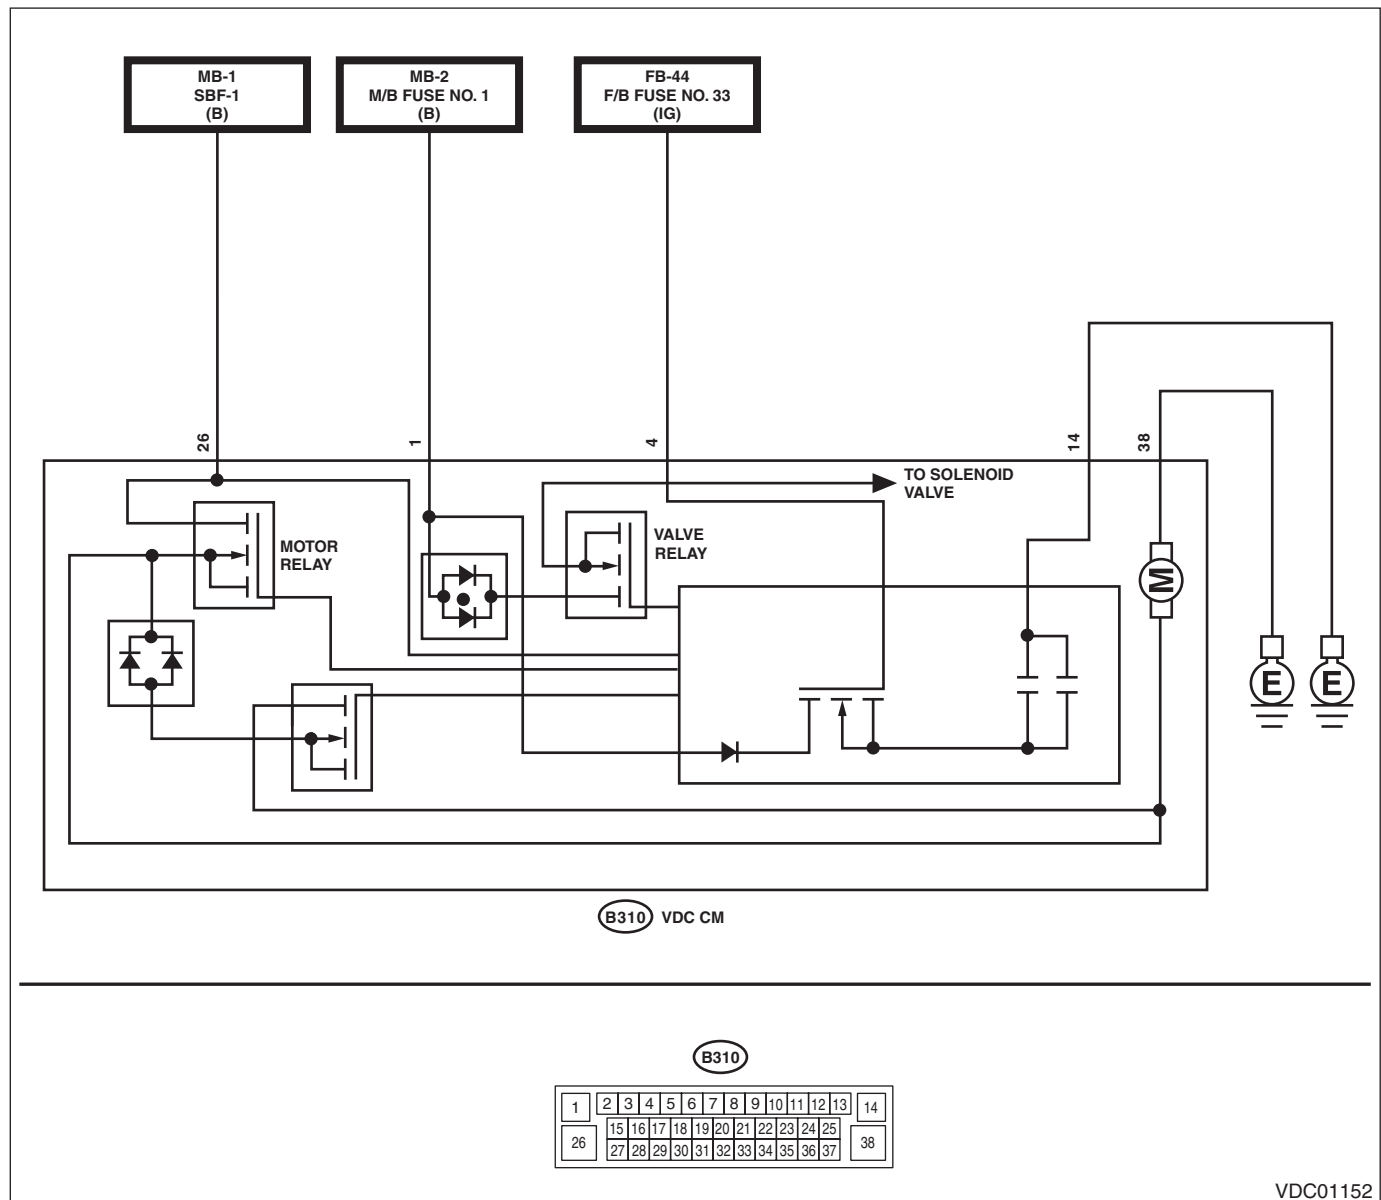 MB-1
SBF-1
(B)
MB-2
M/B FUSE NO. 1
(B)
FB-44
F/B FUSE NO. 33
(IG)
26
1
4
14
38
TO SOLENOID
VALVE
MOTOR
RELAY
VALVE
RELAY
M
E
E
B310 VDC CM
B310
1 2 3 4 5 6 7 8 9 10 11 12 13 14
15 16 17 18 19 20 21 22 23 24 25
26 27 28 29 30 31 32 33 34 35 36 37 38
VDC01152